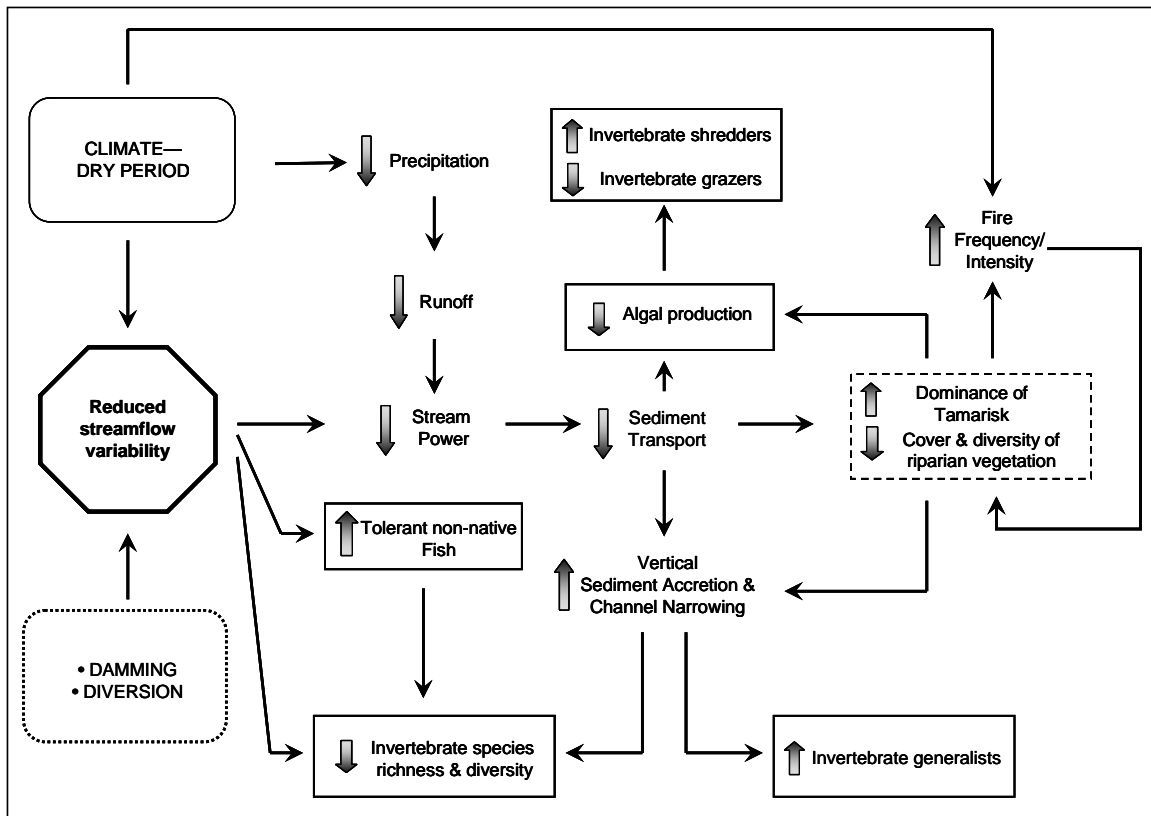 CLIMATE—
DRY PERIOD
Precipitation
Invertebrate shredders
Invertebrate grazers
Fire
Frequency/
Intensity
Runoff
Algal production
Reduced
streamflow
variability
Stream
Power
Sediment
Transport
Dominance of
Tamarisk
Cover & diversity of
riparian vegetation
Tolerant non-native
Fish
Vertical
Sediment Accretion &
Channel Narrowing
• DAMMING
• DIVERSION
Invertebrate species
richness & diversity
Invertebrate generalists